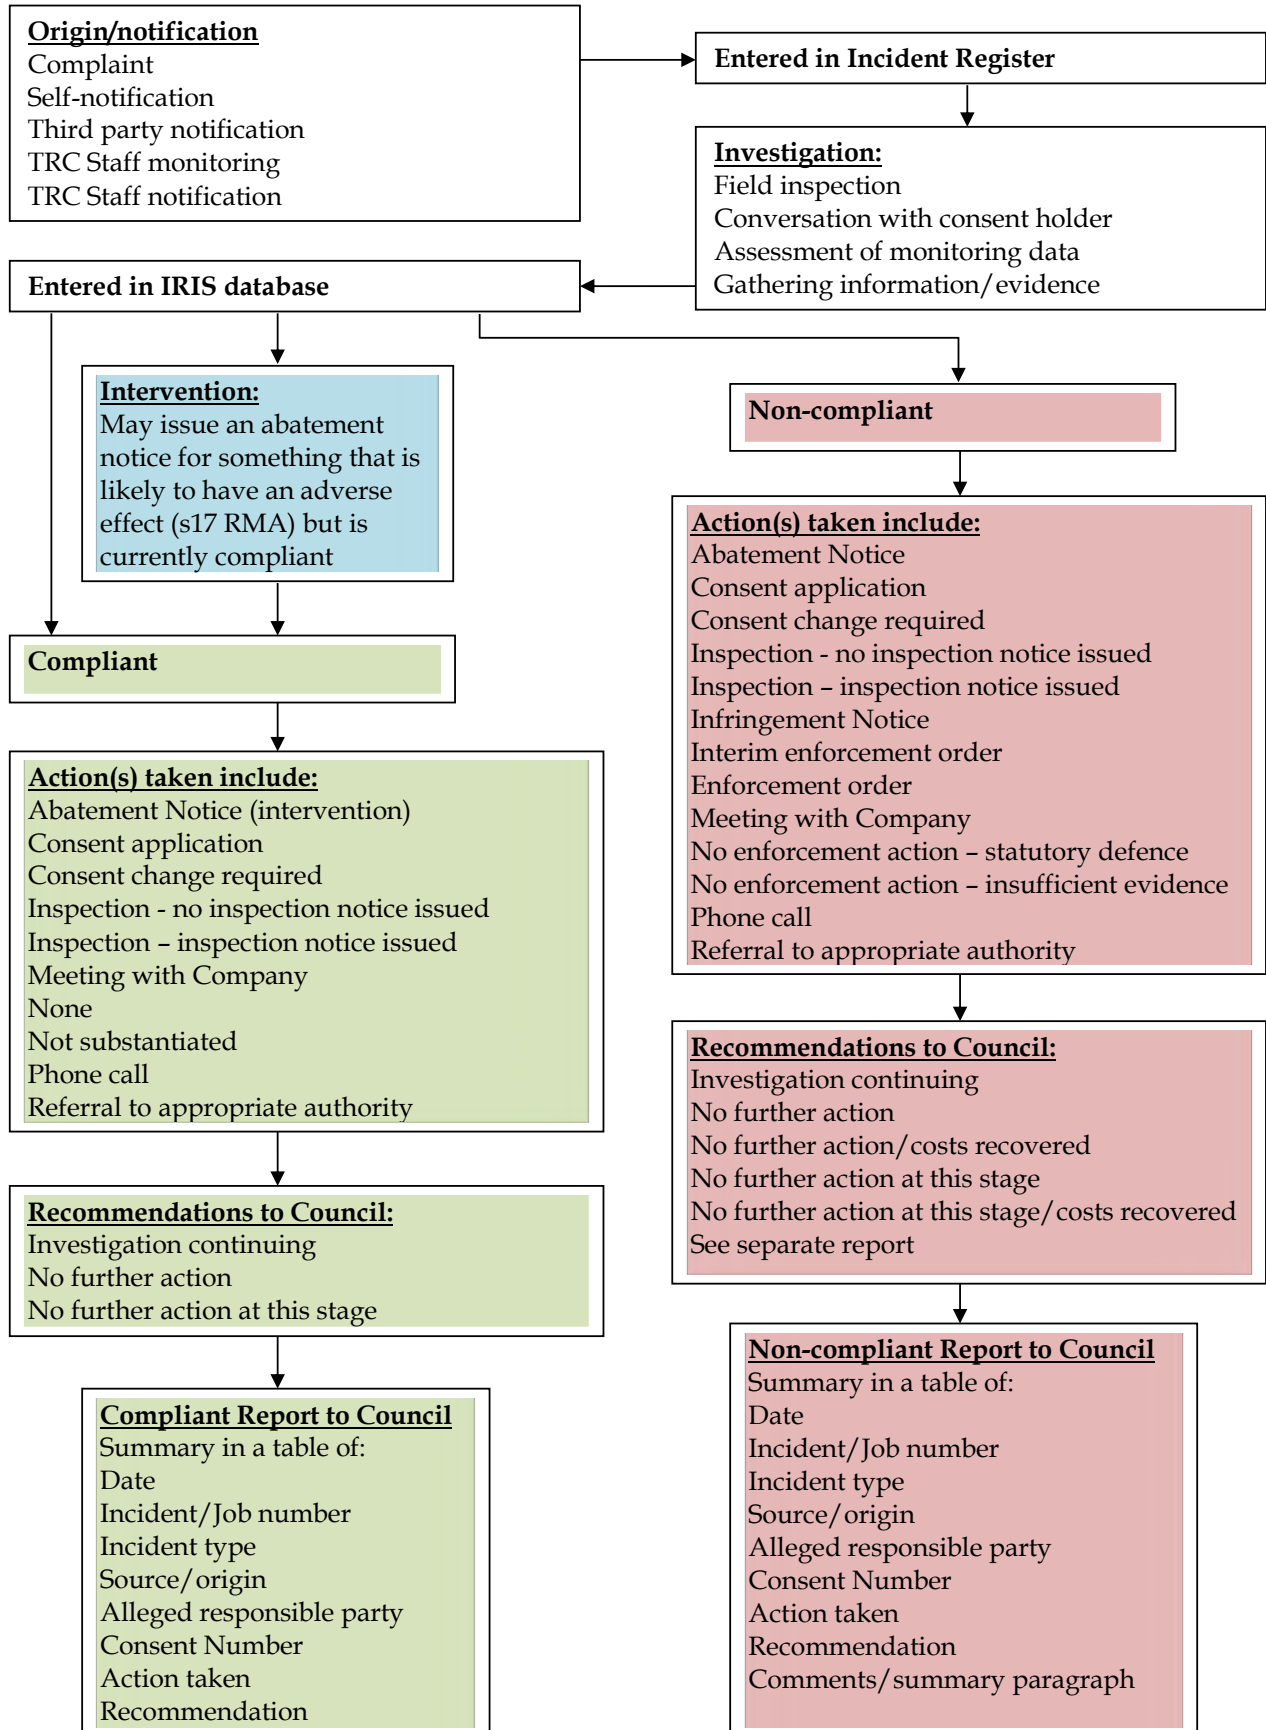 Origin/notification
Complaint
Self-notification
Third party notification
TRC Staff monitoring
TRC Staff notification
Entered in Incident Register
Investigation:
Field inspection
Conversation with consent holder
Assessment of monitoring data
Gathering information/evidence
Entered in IRIS database
Intervention:
May issue an abatement
notice for something that is
likely to have an adverse
effect (s17 RMA) but is
currently compliant
Compliant
Action(s) taken include:
Abatement Notice (intervention)
Consent application
Consent change required
Inspection - no inspection notice issued
Inspection – inspection notice issued
Meeting with Company
None
Not substantiated
Phone call
Referral to appropriate authority
Recommendations to Council:
Investigation continuing
No further action
No further action at this stage
Compliant Report to Council
Summary in a table of:
Date
Incident/Job number
Incident type
Source/origin
Alleged responsible party
Consent Number
Action taken
Recommendation
Non-compliant
Action(s) taken include:
Abatement Notice
Consent application
Consent change required
Inspection - no inspection notice issued
Inspection – inspection notice issued
Infringement Notice
Interim enforcement order
Enforcement order
Meeting with Company
No enforcement action – statutory defence
No enforcement action – insufficient evidence
Phone call
Referral to appropriate authority
Recommendations to Council:
Investigation continuing
No further action
No further action/costs recovered
No further action at this stage
No further action at this stage/costs recovered
See separate report
Non-compliant Report to Council
Summary in a table of:
Date
Incident/Job number
Incident type
Source/origin
Alleged responsible party
Consent Number
Action taken
Recommendation
Comments/summary paragraph